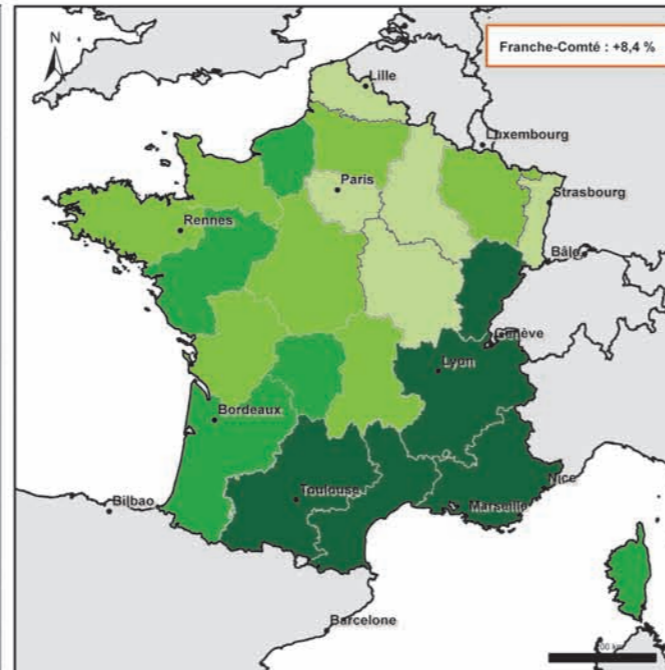 N
Franche-Comté : +8,4 %
Lille
Luxembourg
Paris
Strasbourg
Rennes
Bâle
Genève
Lyon
Bordeaux
Nice
Toulouse
Marseille
Bilbao
Barcelone